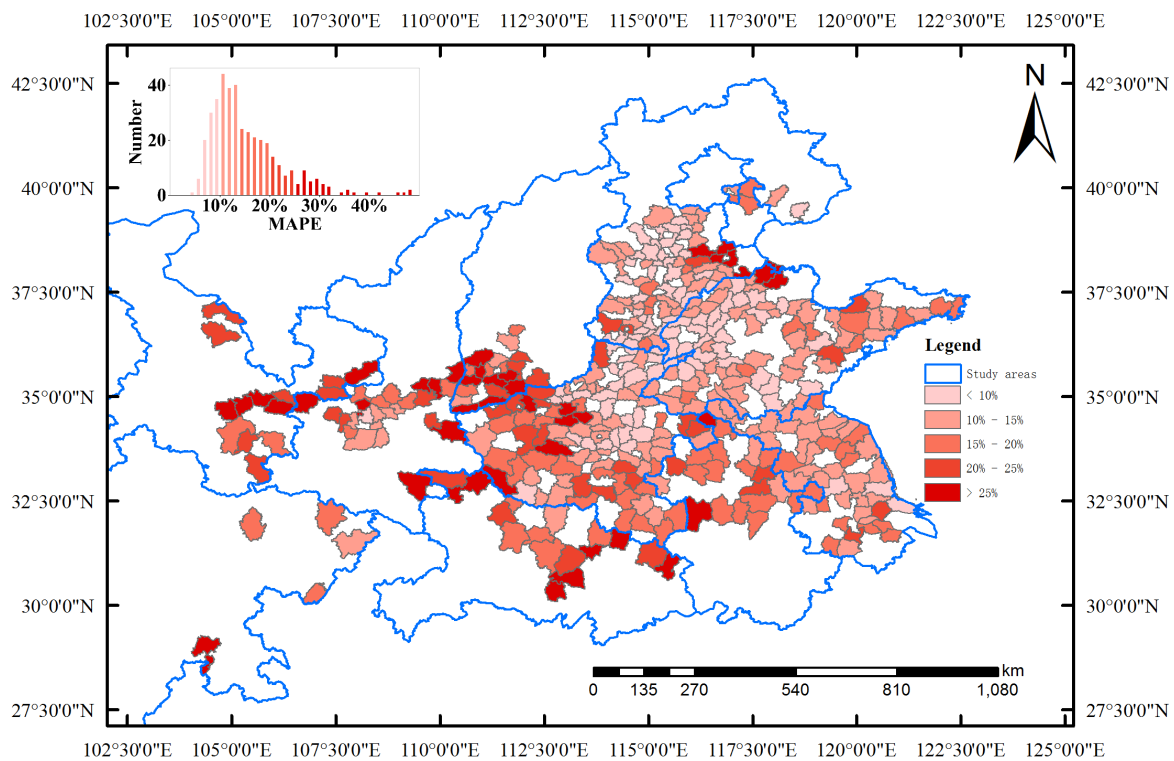 102°30'0"E 105°0'0"E 107°30'0"E 110°0'0"E 112°30'0"E 115°0'0"E 117°30'0"E 120°0'0"E 122°30'0"E 125°0'0"E
42°30'0"N
40°0'0"N
37°30'0"N
35°0'0"N
32°30'0"N
30°0'0"N
27°30'0"N
Number
40
20
0
10% 20% 30% 40%
MAPE
N
42°30'0"N
40°0'0"N
37°30'0"N
35°0'0"N
32°30'0"N
30°0'0"N
27°30'0"N
Legend
Study areas
< 10%
10% - 15%
15% - 20%
20% - 25%
> 25%
km
0 135 270 540 810 1,080
102°30'0"E 105°0'0"E 107°30'0"E 110°0'0"E 112°30'0"E 115°0'0"E 117°30'0"E 120°0'0"E 122°30'0"E 125°0'0"E